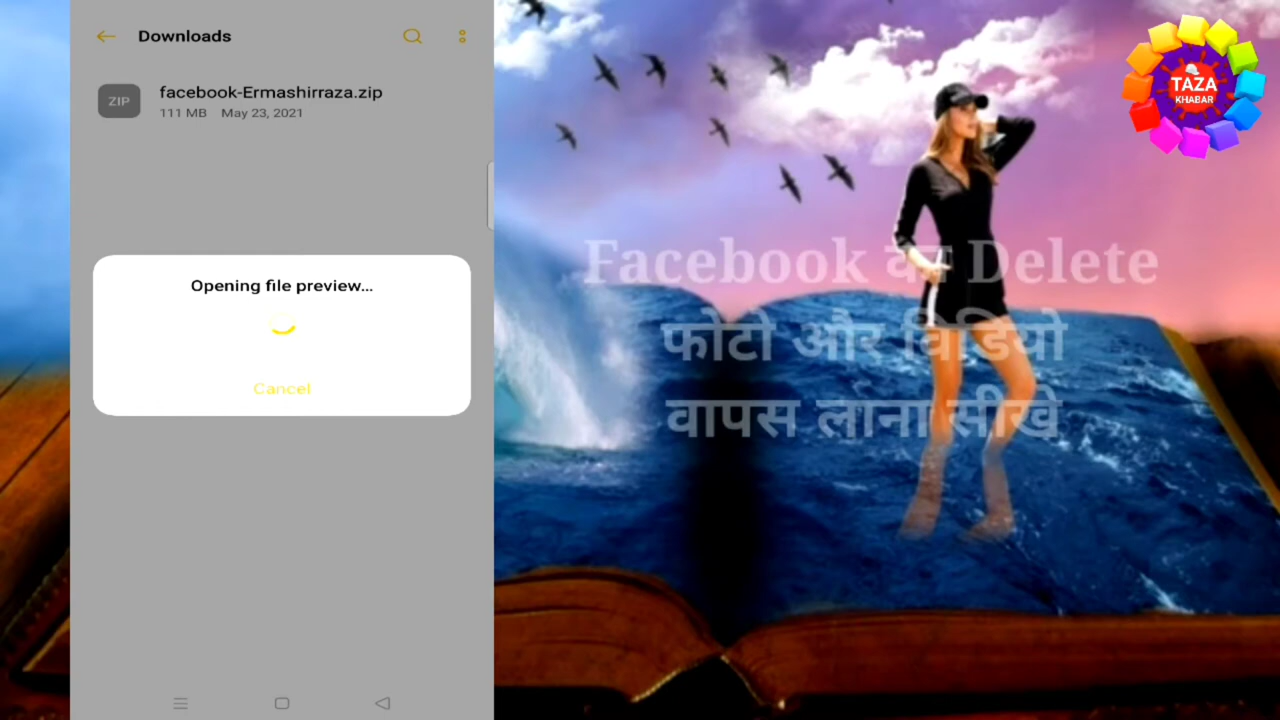 Downloads
ZIP
facebook-Ermashirraza.zip
111 MB May 23, 2021
Opening file preview...
Cancel
Facebook का Delete
फोटो और विडियो
वापस लाना सीखे
TAZA
KHABAR